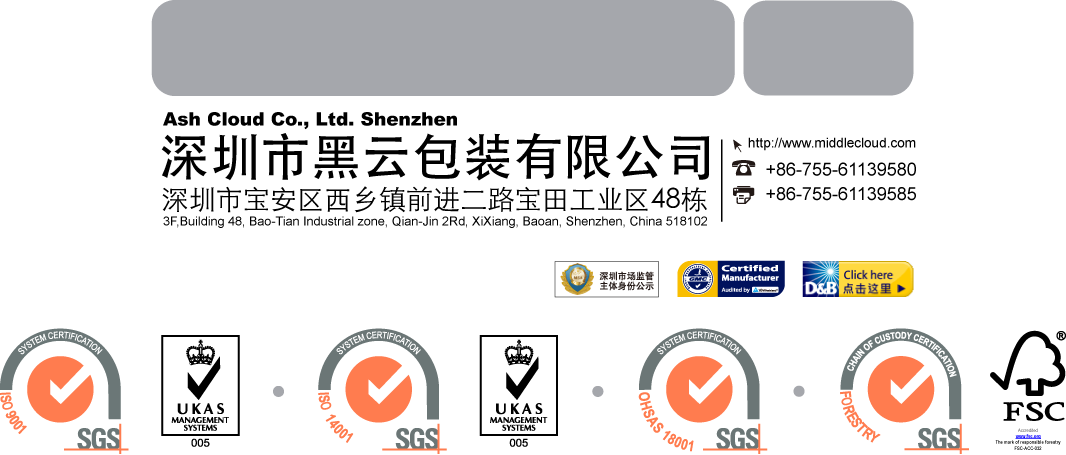 Ash Cloud Co., Ltd. Shenzhen
深圳市黑云包装有限公司
深圳市宝安区西乡镇前进二路宝田工业区48栋
3F,Building 48, Bao-Tian Industrial zone, Qian-Jin 2Rd, XiXiang, Baoan, Shenzhen, China 518102
http://www.middlecloud.com
+86-755-61139580
+86-755-61139585
深圳市场监管
主体身份公示
GMC
Certified
Manufacturer
Audited by
D&B
Click here
点击这里
SYSTEM CERTIFICATION
ISO 9001
SGS
UKAS
MANAGEMENT
SYSTEMS
005
SYSTEM CERTIFICATION
ISO 14001
SGS
UKAS
MANAGEMENT
SYSTEMS
005
SYSTEM CERTIFICATION
OHSAS 18001
SGS
CHAIN OF CUSTODY CERTIFICATION
FORESTRY
SGS
®
FSC
Accredited
www.fsc.org
The mark of responsible forestry
FSC-ACC-002